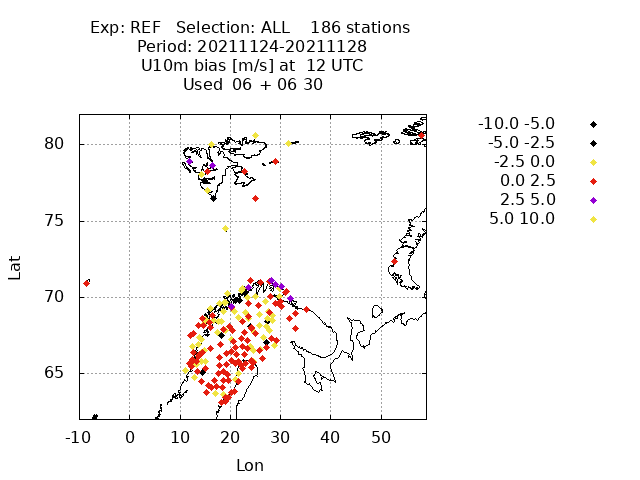 Exp: REF   Selection: ALL    186 stations
Period: 20211124-20211128
U10m bias [m/s] at  12 UTC
Used  06 + 06 30
-10.0 -5.0
-5.0 -2.5
-2.5 0.0
0.0 2.5
2.5 5.0
5.0 10.0
80
75
70
65
Lat
-10 0 10 20 30 40 50
Lon